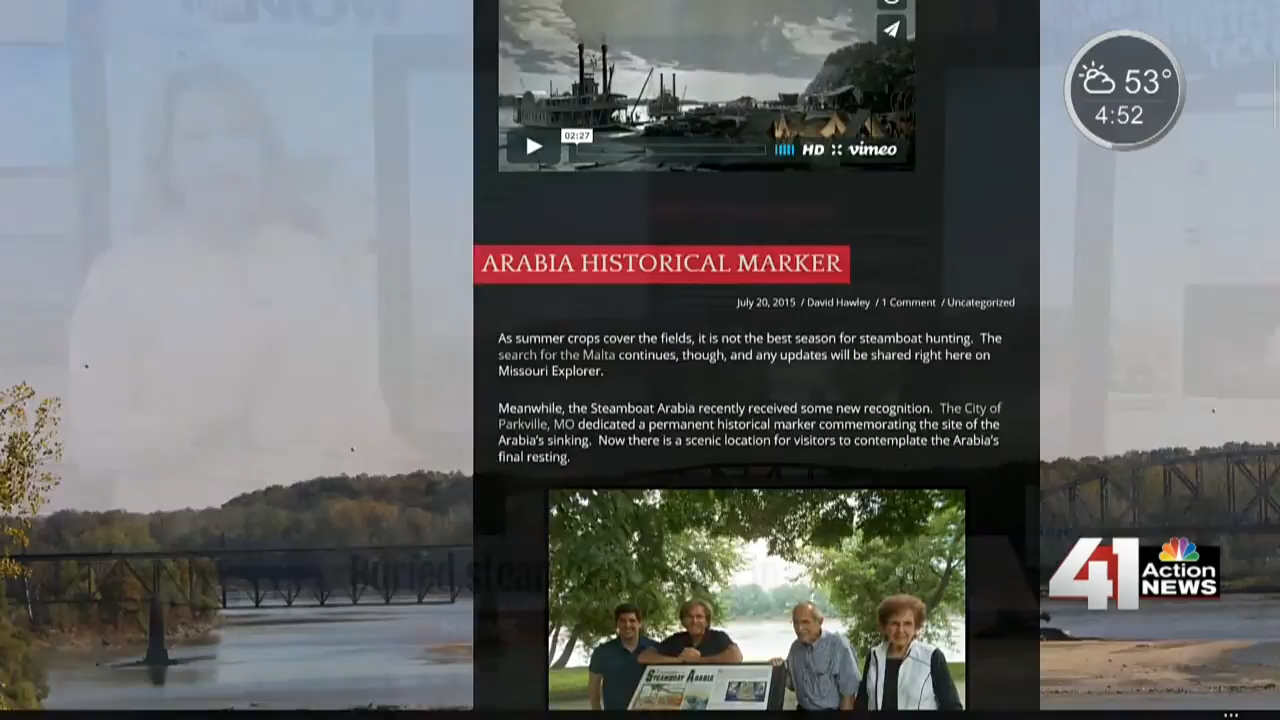 53°
4:52
02:27
HD vimeo
ARABIA HISTORICAL MARKER
July 20, 2015 / David Hawley / 1 Comment / Uncategorized
As summer crops cover the fields, it is not the best season for steamboat hunting. The
search for the Malta continues, though, and any updates will be shared right here on
Missouri Explorer.
Meanwhile, the Steamboat Arabia recently received some new recognition. The City of
Parkville, MO dedicated a permanent historical marker commemorating the site of the
Arabia's sinking. Now there is a scenic location for visitors to contemplate the Arabia's
final resting.
Buried
STEAMBOAT ARABIA
41 Action
NEWS